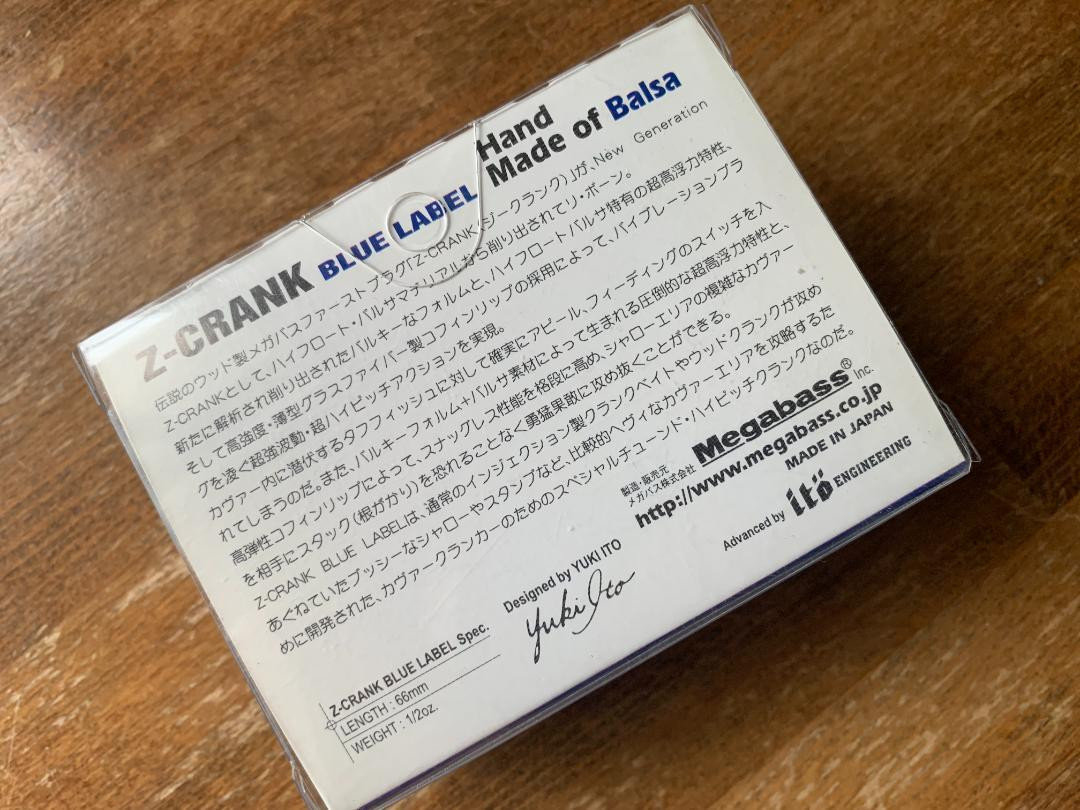 Z-CRANK BLUE LABEL Hand
Made of Balsa
伝説のウッド製メガバスファーストプラグ「Z-CRANK(ジークランク)」が、New Generation
Z-CRANKとして、ハイフロート・バルサマテリアルから削り出されてリ・ボーン。
新たに解析され削り出されたバルキーなフォルムと、ハイフロートバルサ特有の超高浮力特性、
そして高強度・薄型グラスファイバー製コフィンリップの採用によって、バイブレーションプラ
グを凌ぐ超強波動・超ハイピッチアクションを実現。
カヴァー内に潜伏するタフフィッシュに対して確実にアピール、フィーディングのスイッチを入
れてしまうのだ。また、バルキーフォルム+バルサ素材によって生まれる圧倒的な超高浮力特性と、
高弾性コフィンリップによって、スナッグレス性能を格段に高め、シャローエリアの複雑なカヴァー
を相手にスタック(根がかり)を恐れることなく勇猛果敢に攻め抜くことができる。
Z-CRANK BLUE LABELは、通常のインジェクション製クランクベイトやウッドクランクが攻め
あぐねていたブッシーなシャローやスタンプなど、比較的ヘヴィなカヴァーエリアを攻略するた
めに開発された、カヴァークランカーのためのスペシャルチューンド・ハイピッチクランクなのだ。
製造・販売元
メガバス株式会社 Megabass® Inc.
http://www.megabass.co.jp
MADE IN JAPAN
Advanced by itö ENGINEERING
Designed by YUKI ITO
Yuki Ito
Z-CRANK BLUE LABEL Spec.
LENGTH : 66mm
WEIGHT : 1/2oz.